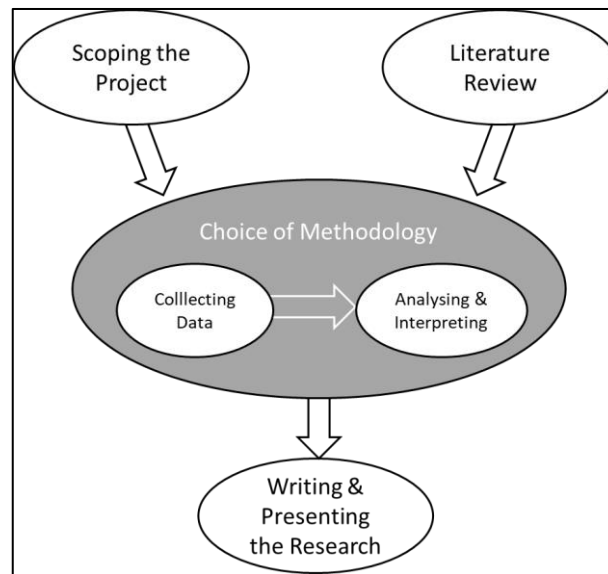 Scoping the
Project
Literature
Review
Choice of Methodology
Colllecting
Data
Analysing &
Interpreting
Writing &
Presenting
the Research